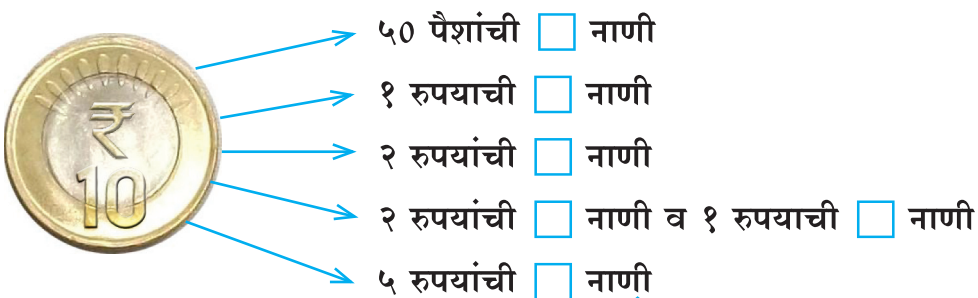 ५० पैशांची नाणी
१ रुपयाची नाणी
२ रुपयांची नाणी
२ रुपयांची नाणी व १ रुपयाची नाणी
५ रुपयांची नाणी
₹
10